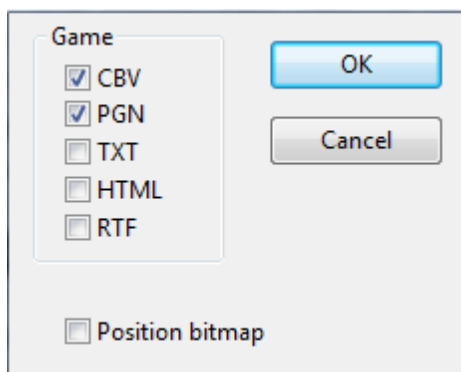 Game
CBV
PGN
TXT
HTML
RTF
OK
Cancel
Position bitmap